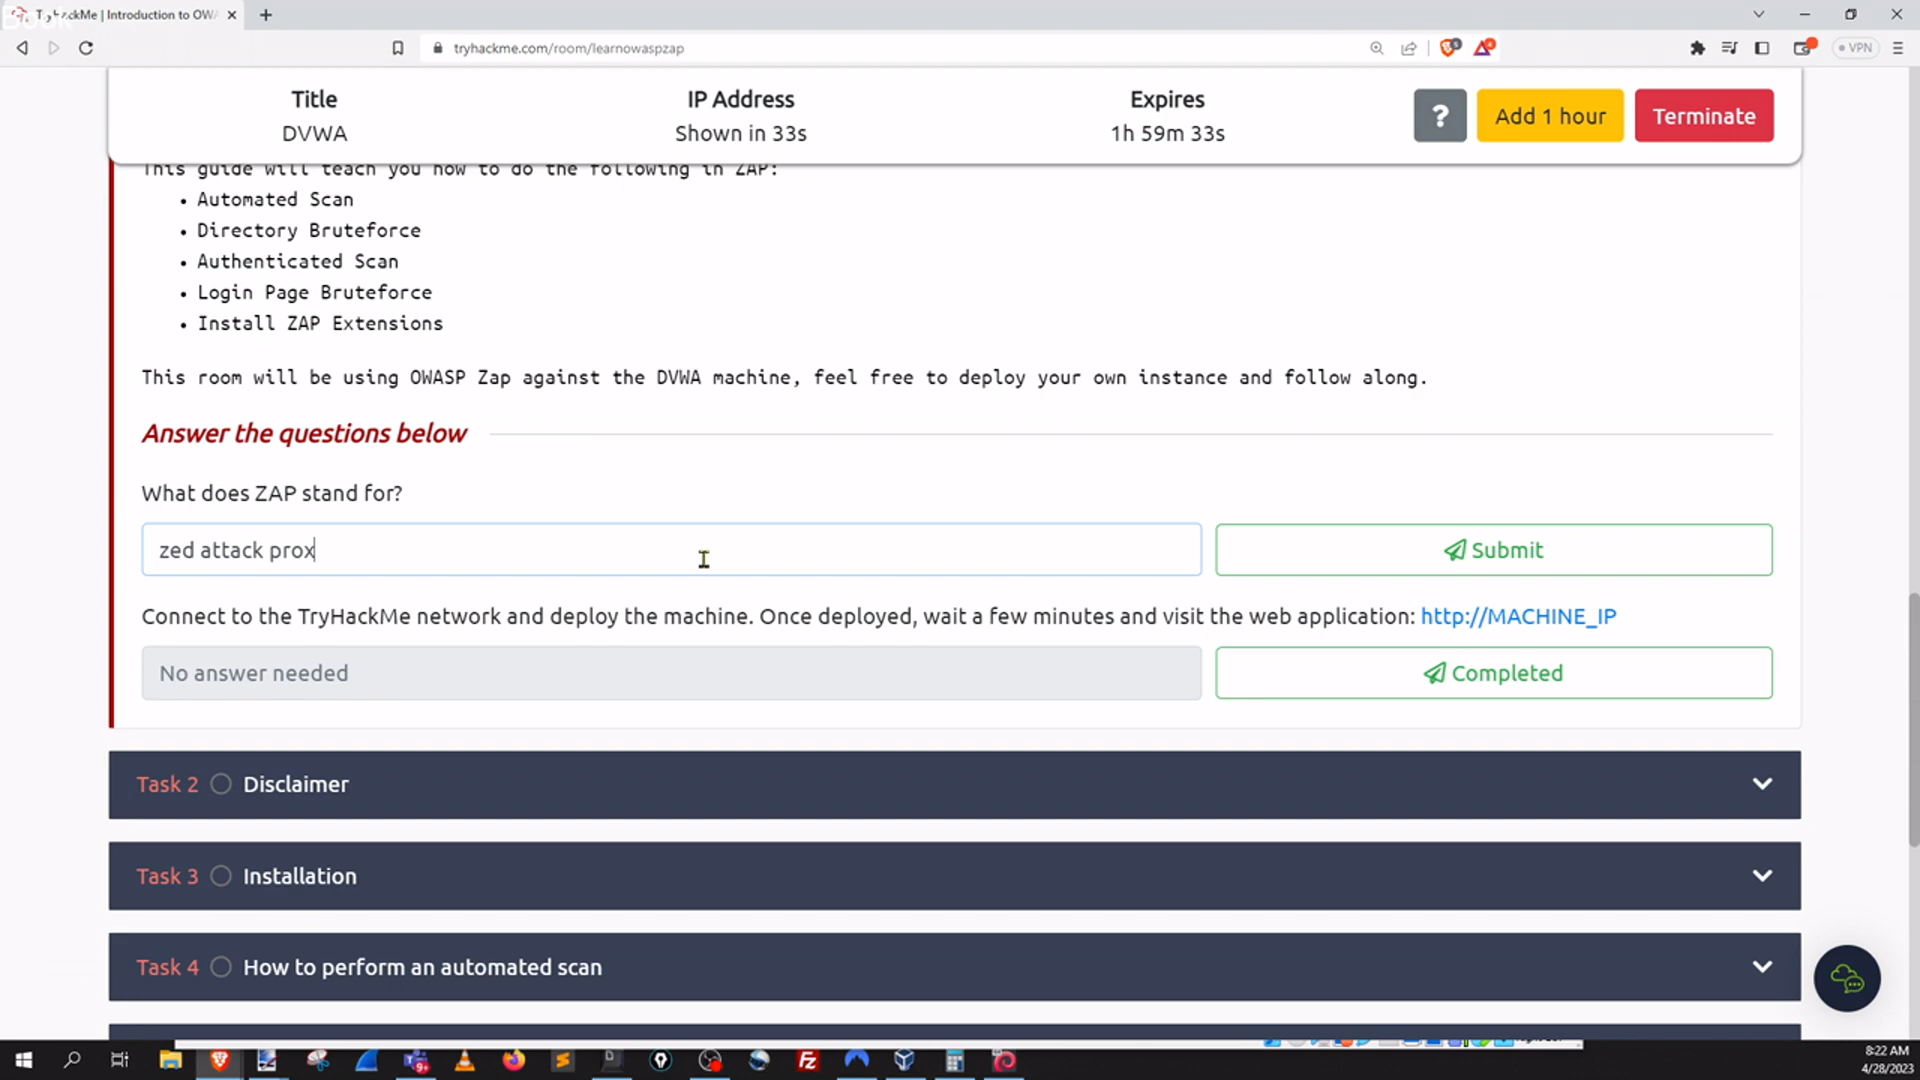 TryHackMe | Introduction to OWA
tryhackme.com/room/learnowaspzap
VPN
Title
DVWA
IP Address
Shown in 33s
Expires
1h 59m 33s
?
Add 1 hour
Terminate
This guide will teach you how to do the following in ZAP:
• Automated Scan
• Directory Bruteforce
• Authenticated Scan
• Login Page Bruteforce
• Install ZAP Extensions
This room will be using OWASP Zap against the DVWA machine, feel free to deploy your own instance and follow along.
Answer the questions below
What does ZAP stand for?
zed attack prox
Submit
Connect to the TryHackMe network and deploy the machine. Once deployed, wait a few minutes and visit the web application: http://MACHINE_IP
No answer needed
Completed
Task 2 Disclaimer
Task 3 Installation
Task 4 How to perform an automated scan
8:22 AM
4/28/2023